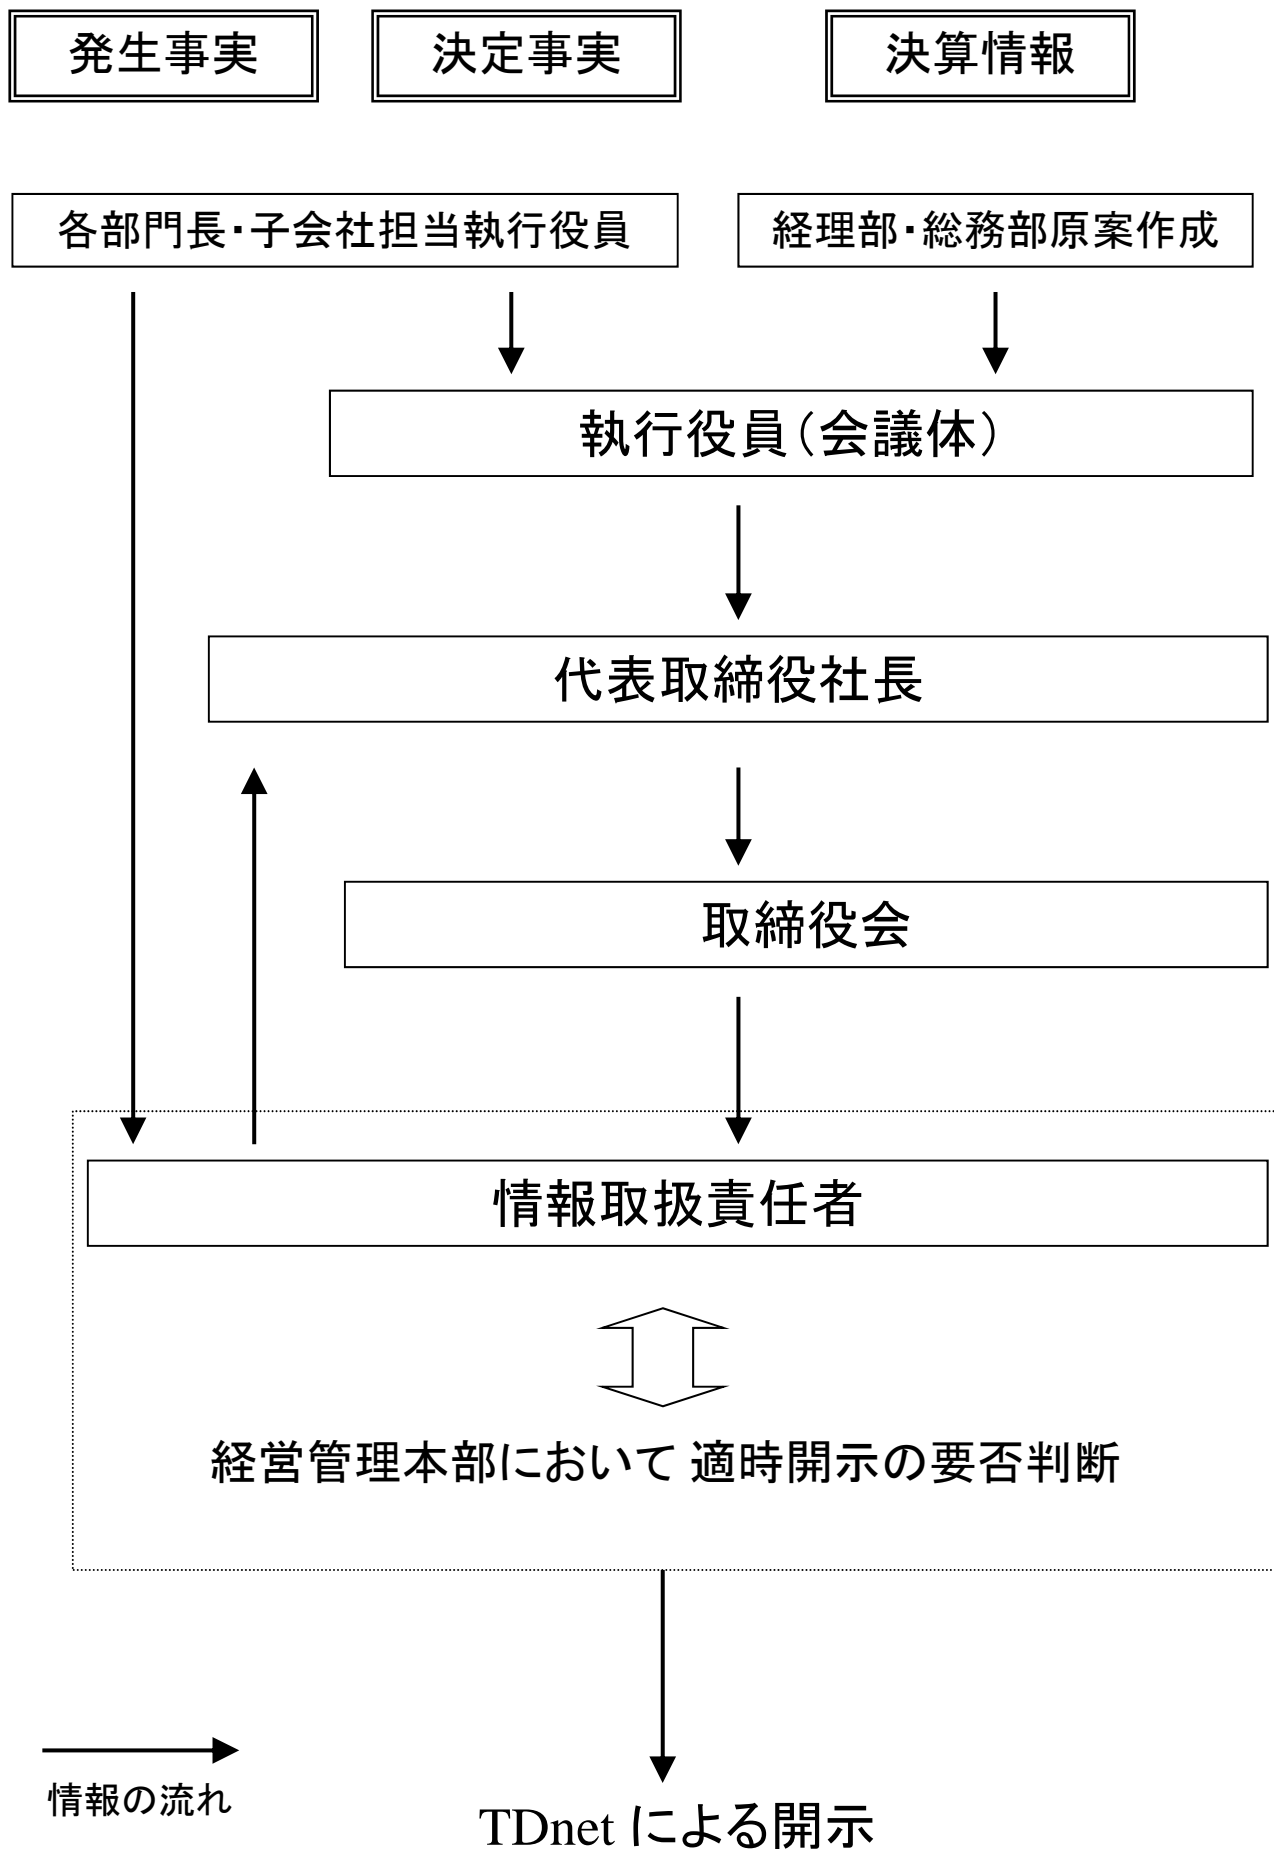 発生事実
決定事実
決算情報
各部門長・子会社担当執行役員
経理部・総務部原案作成
執行役員（会議体）
代表取締役社長
取締役会
情報取扱責任者
経営管理本部において 適時開示の要否判断
情報の流れ
TDnet による開示